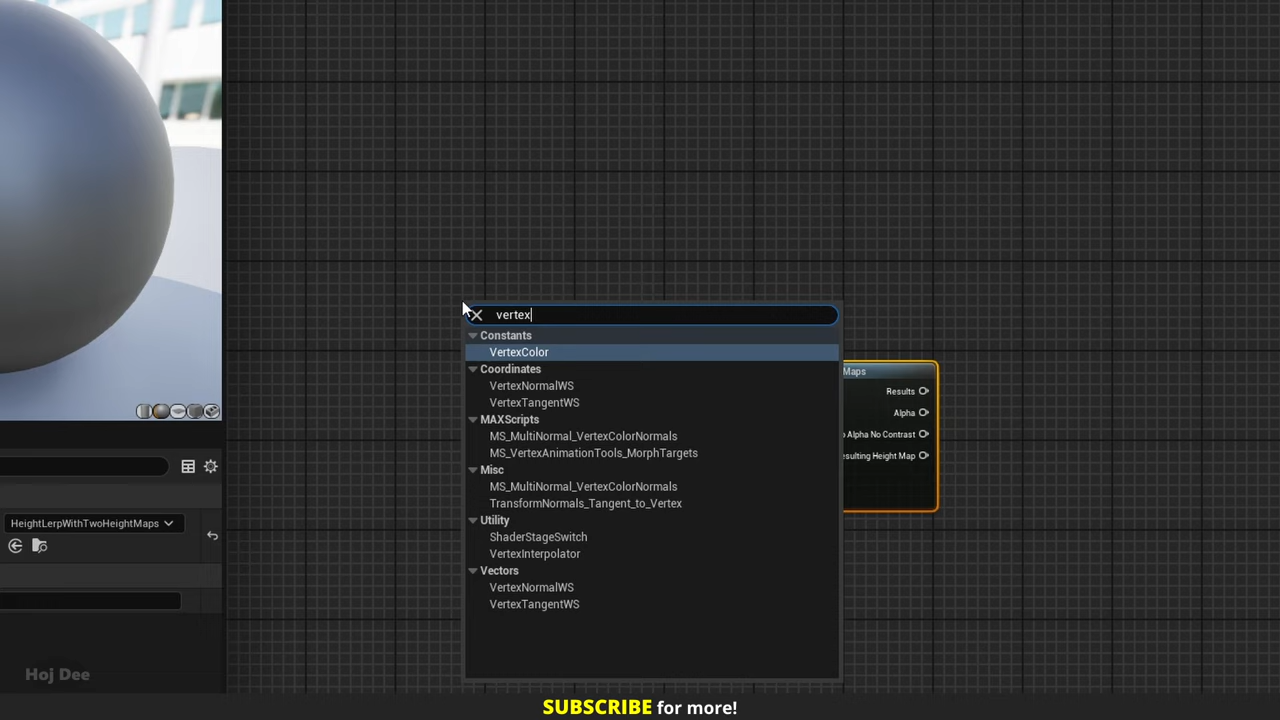 vertex
Constants
VertexColor
Coordinates
VertexNormalWS
VertexTangentWS
MAXScripts
MS_MultiNormal_VertexColorNormals
MS_VertexAnimationTools_MorphTargets
Misc
MS_MultiNormal_VertexColorNormals
TransformNormals_Tangent_to_Vertex
Utility
ShaderStageSwitch
VertexInterpolator
Vectors
VertexNormalWS
VertexTangentWS
Maps
Results
Alpha
Alpha No Contrast
esulting Height Map
HeightLerpWithTwoHeightMaps
Hoj Dee
SUBSCRIBE for more!